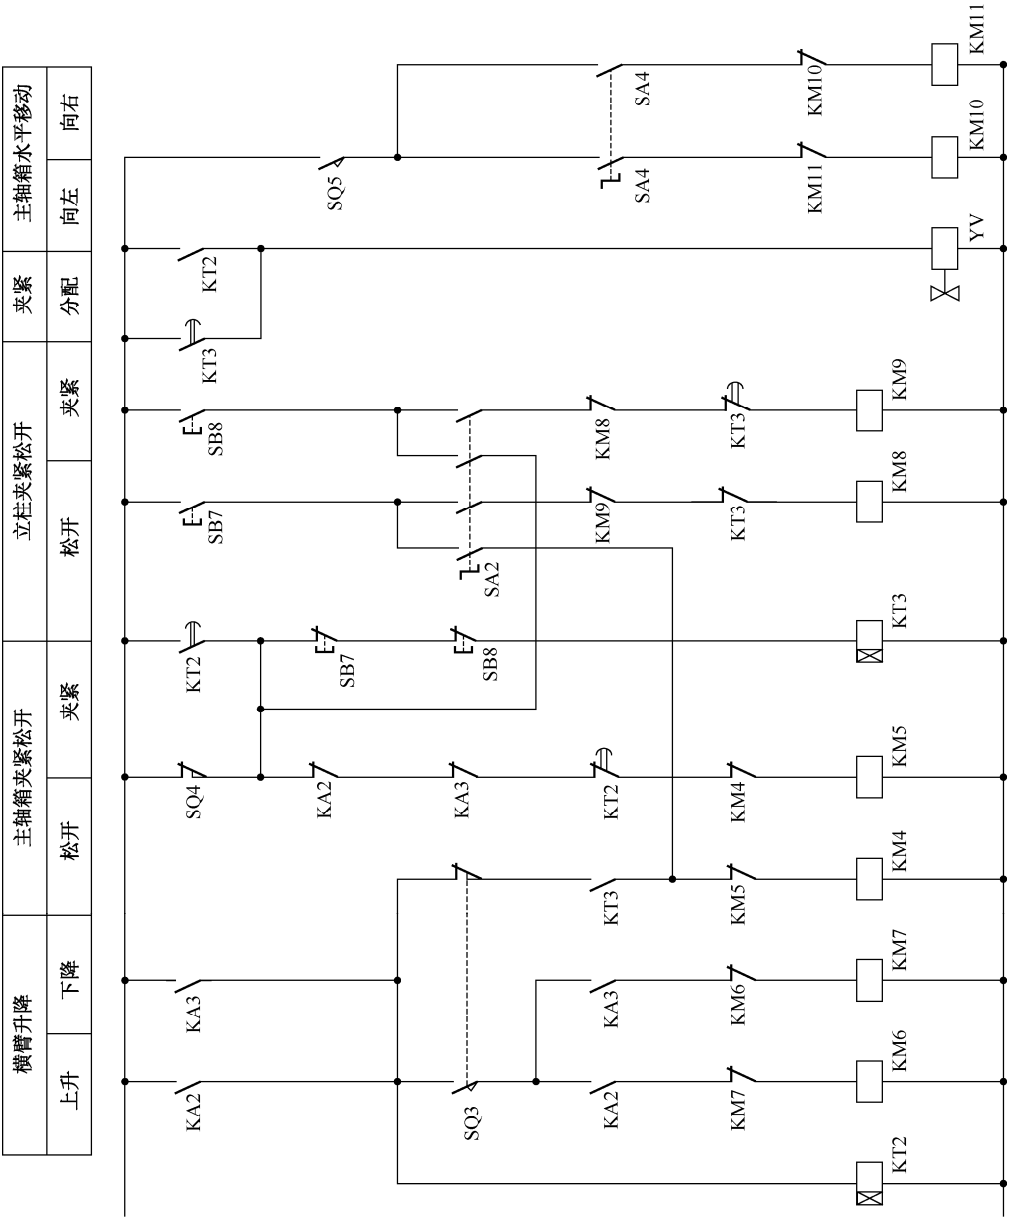 横臂升降
主轴箱夹紧松开
立柱夹紧松开
夹紧
主轴箱水平移动
上升
下降
松开
夹紧
松开
夹紧
分配
向左
向右
KT2
KA2
SQ3
KA2
KM7
KM6
KA3
KA3
KM6
KM7
KT3
KM5
KM4
SQ4
KA2
KA3
KT2
KM4
KM5
KT2
SB7
SB8
KT3
SA2
SB7
KM9
KT3
KM8
SB8
KM8
KT3
KM9
KT3
KT2
YV
SQ5
SA4
KM11
KM10
SA4
KM10
KM11